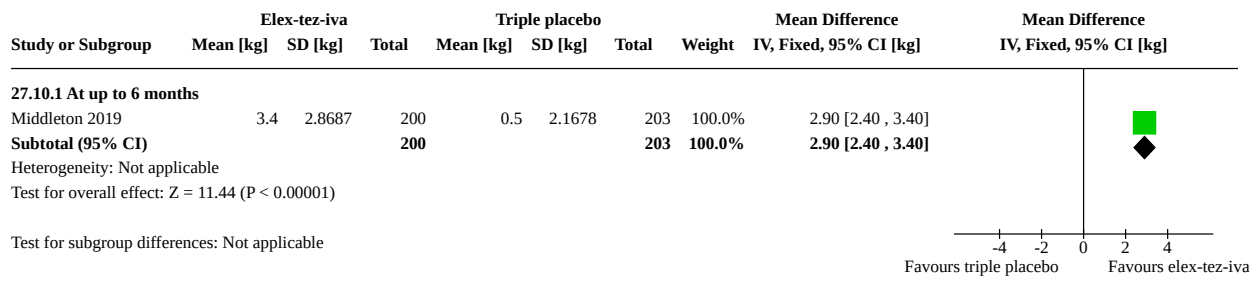 Elex-tez-iva Triple placebo Mean Difference Mean Difference
Study or Subgroup Mean [kg] SD [kg] Total Mean [kg] SD [kg] Total Weight IV, Fixed, 95% CI [kg] IV, Fixed, 95% CI [kg]
27.10.1 At up to 6 months
Middleton 2019 3.4 2.8687 200 0.5 2.1678 203 100.0% 2.90 [2.40 , 3.40]
Subtotal (95% CI) 200 203 100.0% 2.90 [2.40 , 3.40]
Heterogeneity: Not applicable
Test for overall effect: Z = 11.44 (P < 0.00001)
Test for subgroup differences: Not applicable
-4 -2 0 2 4
Favours triple placebo Favours elex-tez-iva